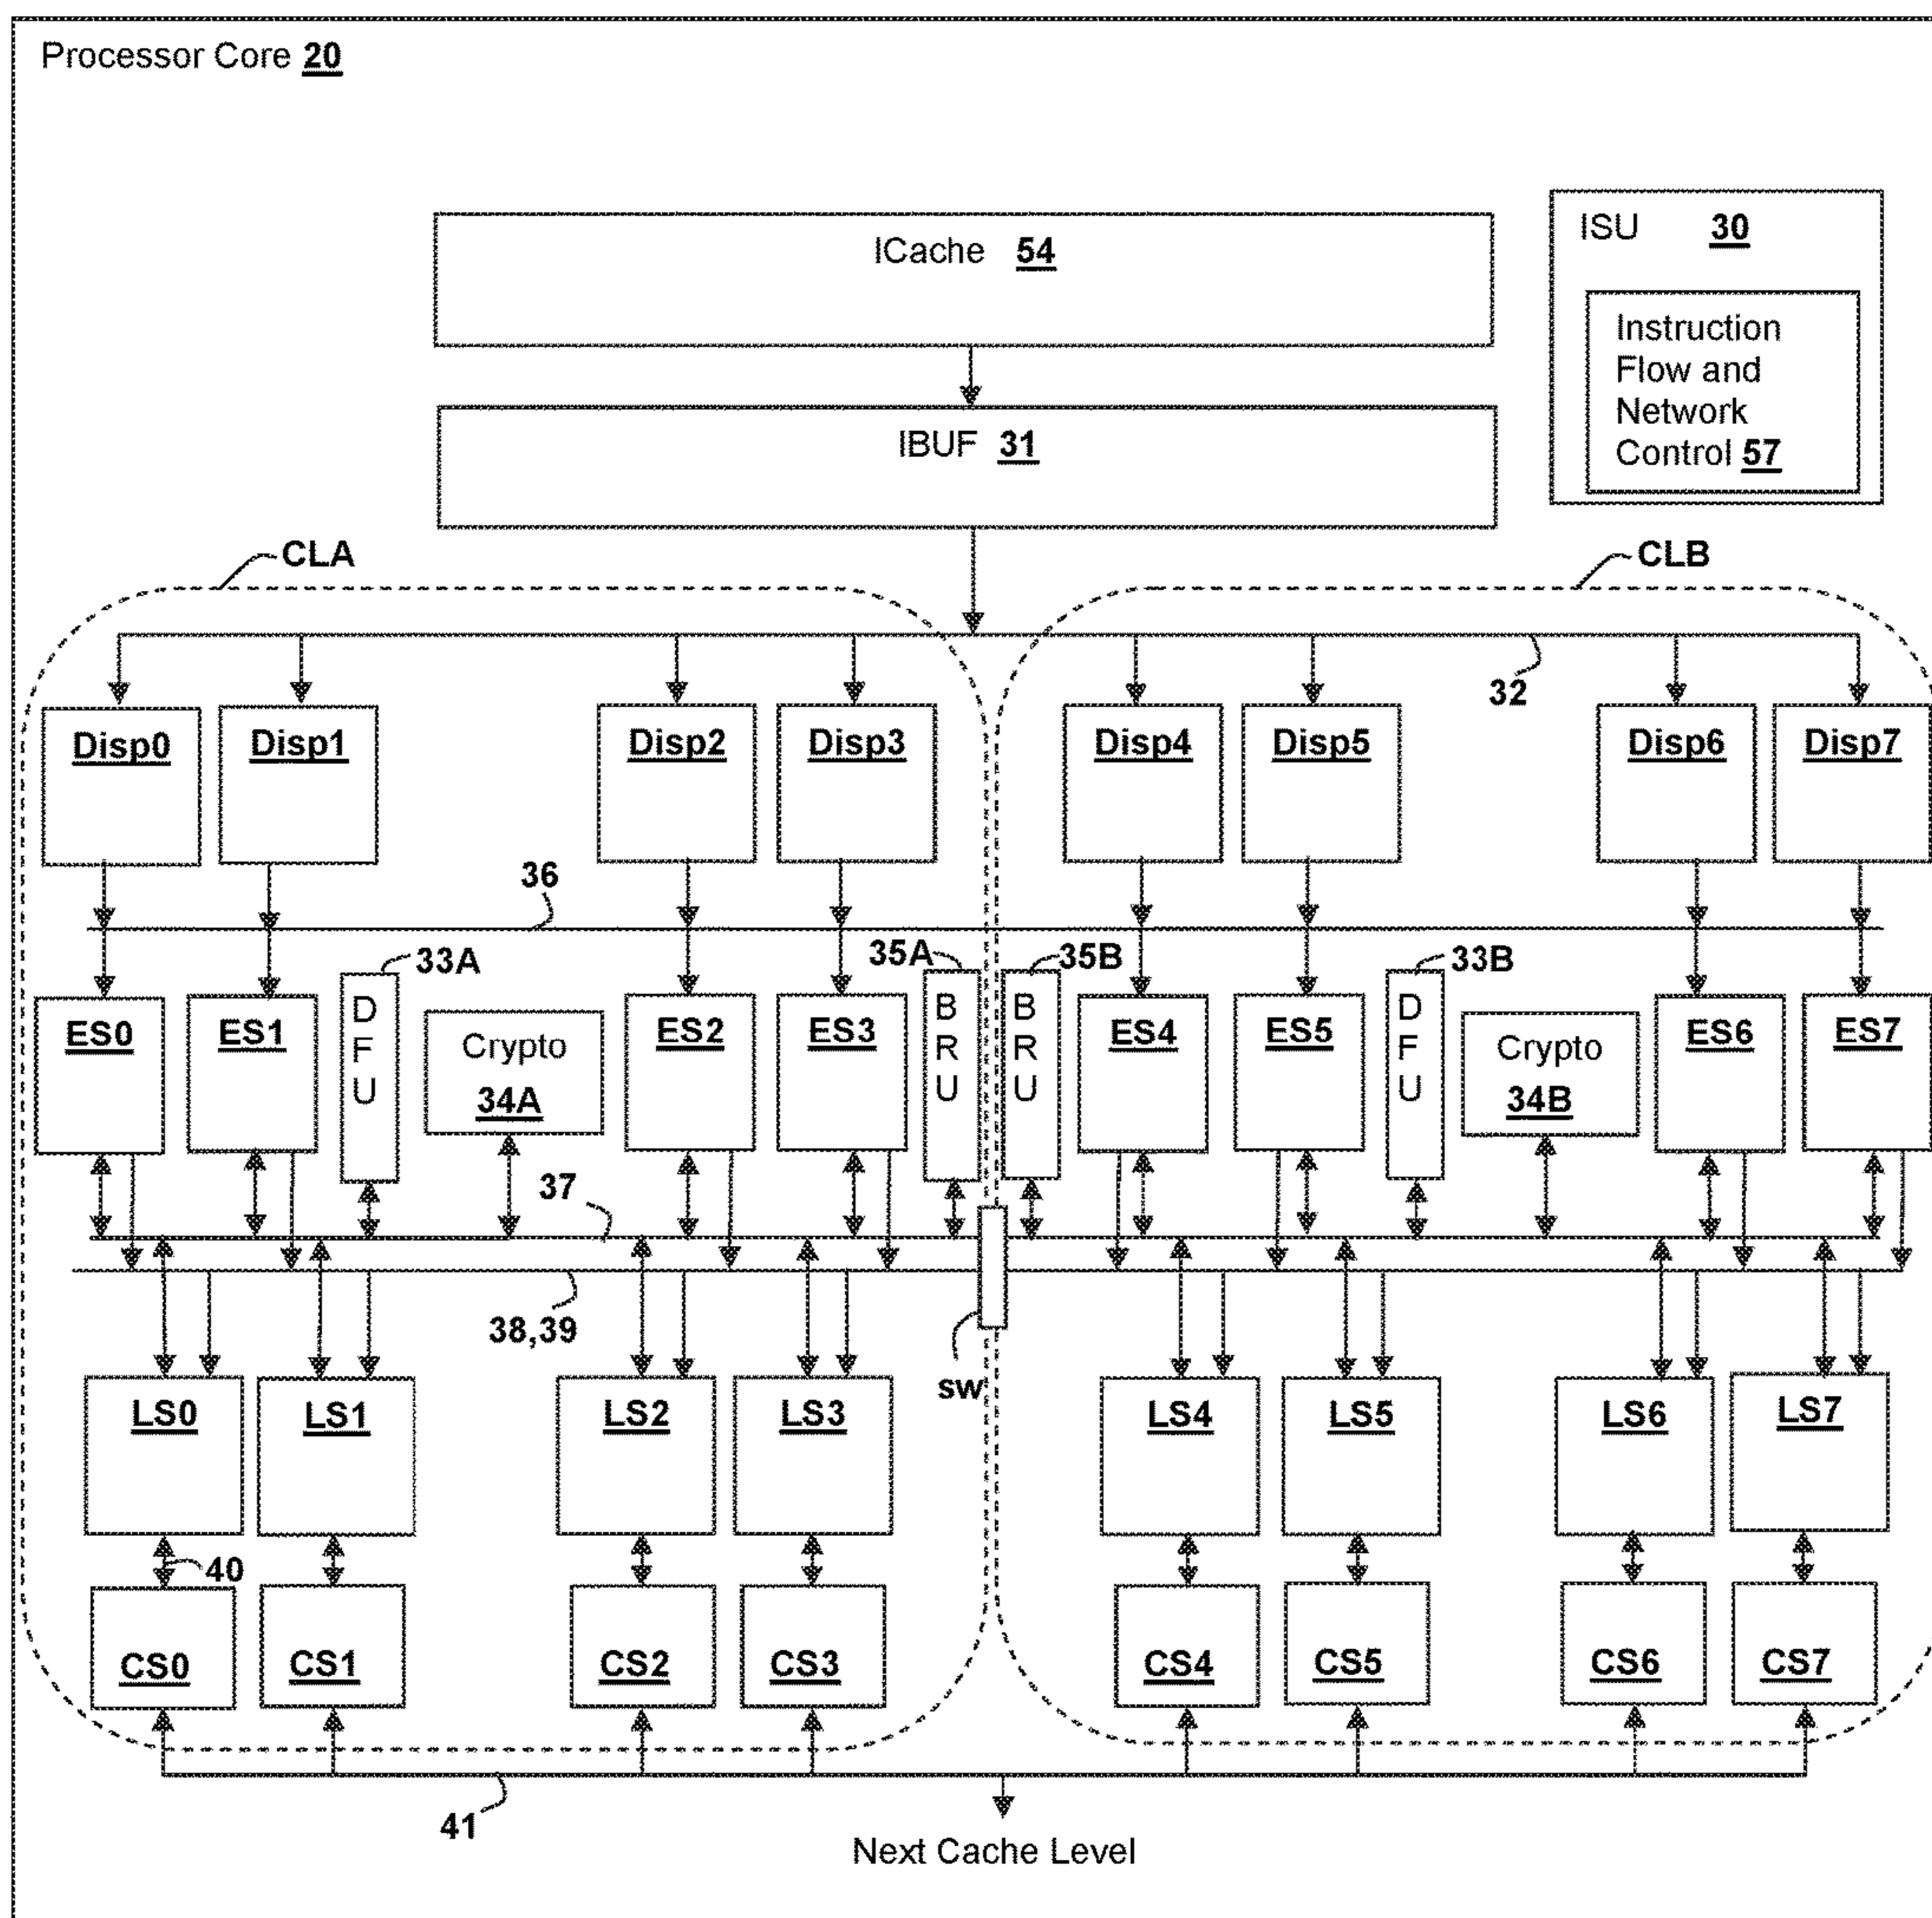 Processor Core 20
ICache 54
ISU 30
Instruction
Flow and
Network
Control 57
IBUF 31
CLA
CLB
32
Disp0 Disp1 Disp2 Disp3 Disp4 Disp5 Disp6 Disp7
36
33A
35A
35B
33B
ES0 ES1
D
F
U
Crypto
34A
ES2 ES3
B
R
U
B
R
U
ES4 ES5
D
F
U
Crypto
34B
ES6 ES7
37
38,39
sw
LS0 LS1 LS2 LS3 LS4 LS5 LS6 LS7
40
CS0 CS1 CS2 CS3 CS4 CS5 CS6 CS7
41
Next Cache Level